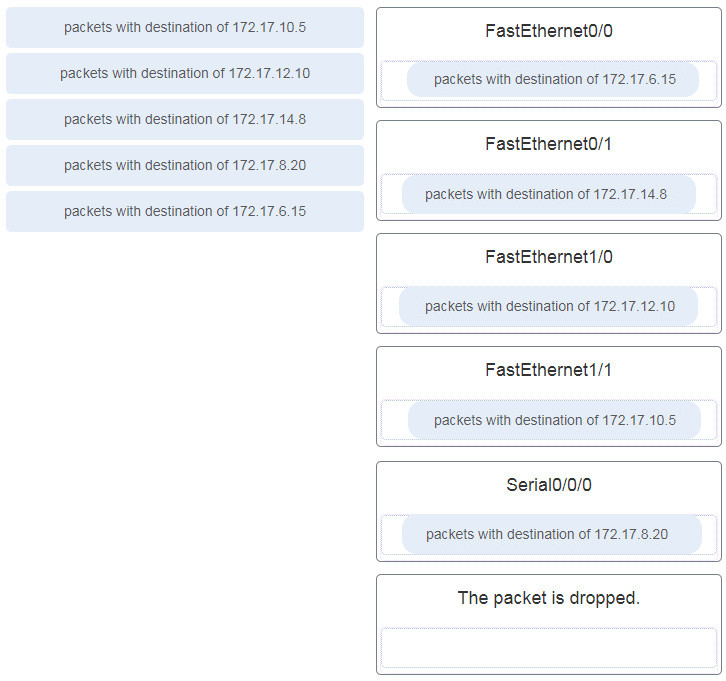 packets with destination of 172.17.10.5
packets with destination of 172.17.12.10
packets with destination of 172.17.14.8
packets with destination of 172.17.8.20
packets with destination of 172.17.6.15
FastEthernet0/0
packets with destination of 172.17.6.15
FastEthernet0/1
packets with destination of 172.17.14.8
FastEthernet1/0
packets with destination of 172.17.12.10
FastEthernet1/1
packets with destination of 172.17.10.5
Serial0/0/0
packets with destination of 172.17.8.20
The packet is dropped.